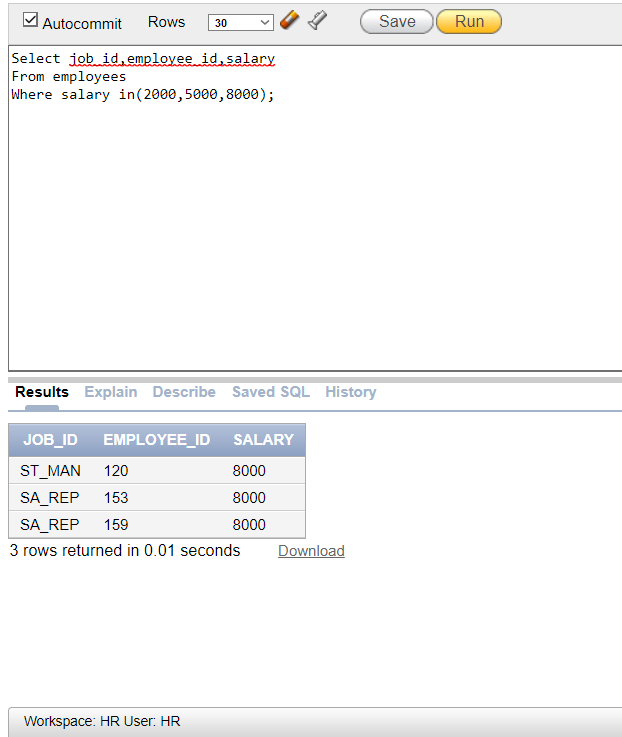 Autocommit Rows 30 Save Run
Select job_id,employee_id,salary
From employees
Where salary in(2000,5000,8000);
Results Explain Describe Saved SQL History
JOB_ID EMPLOYEE_ID SALARY
ST_MAN 120 8000
SA_REP 153 8000
SA_REP 159 8000
3 rows returned in 0.01 seconds Download
Workspace: HR User: HR